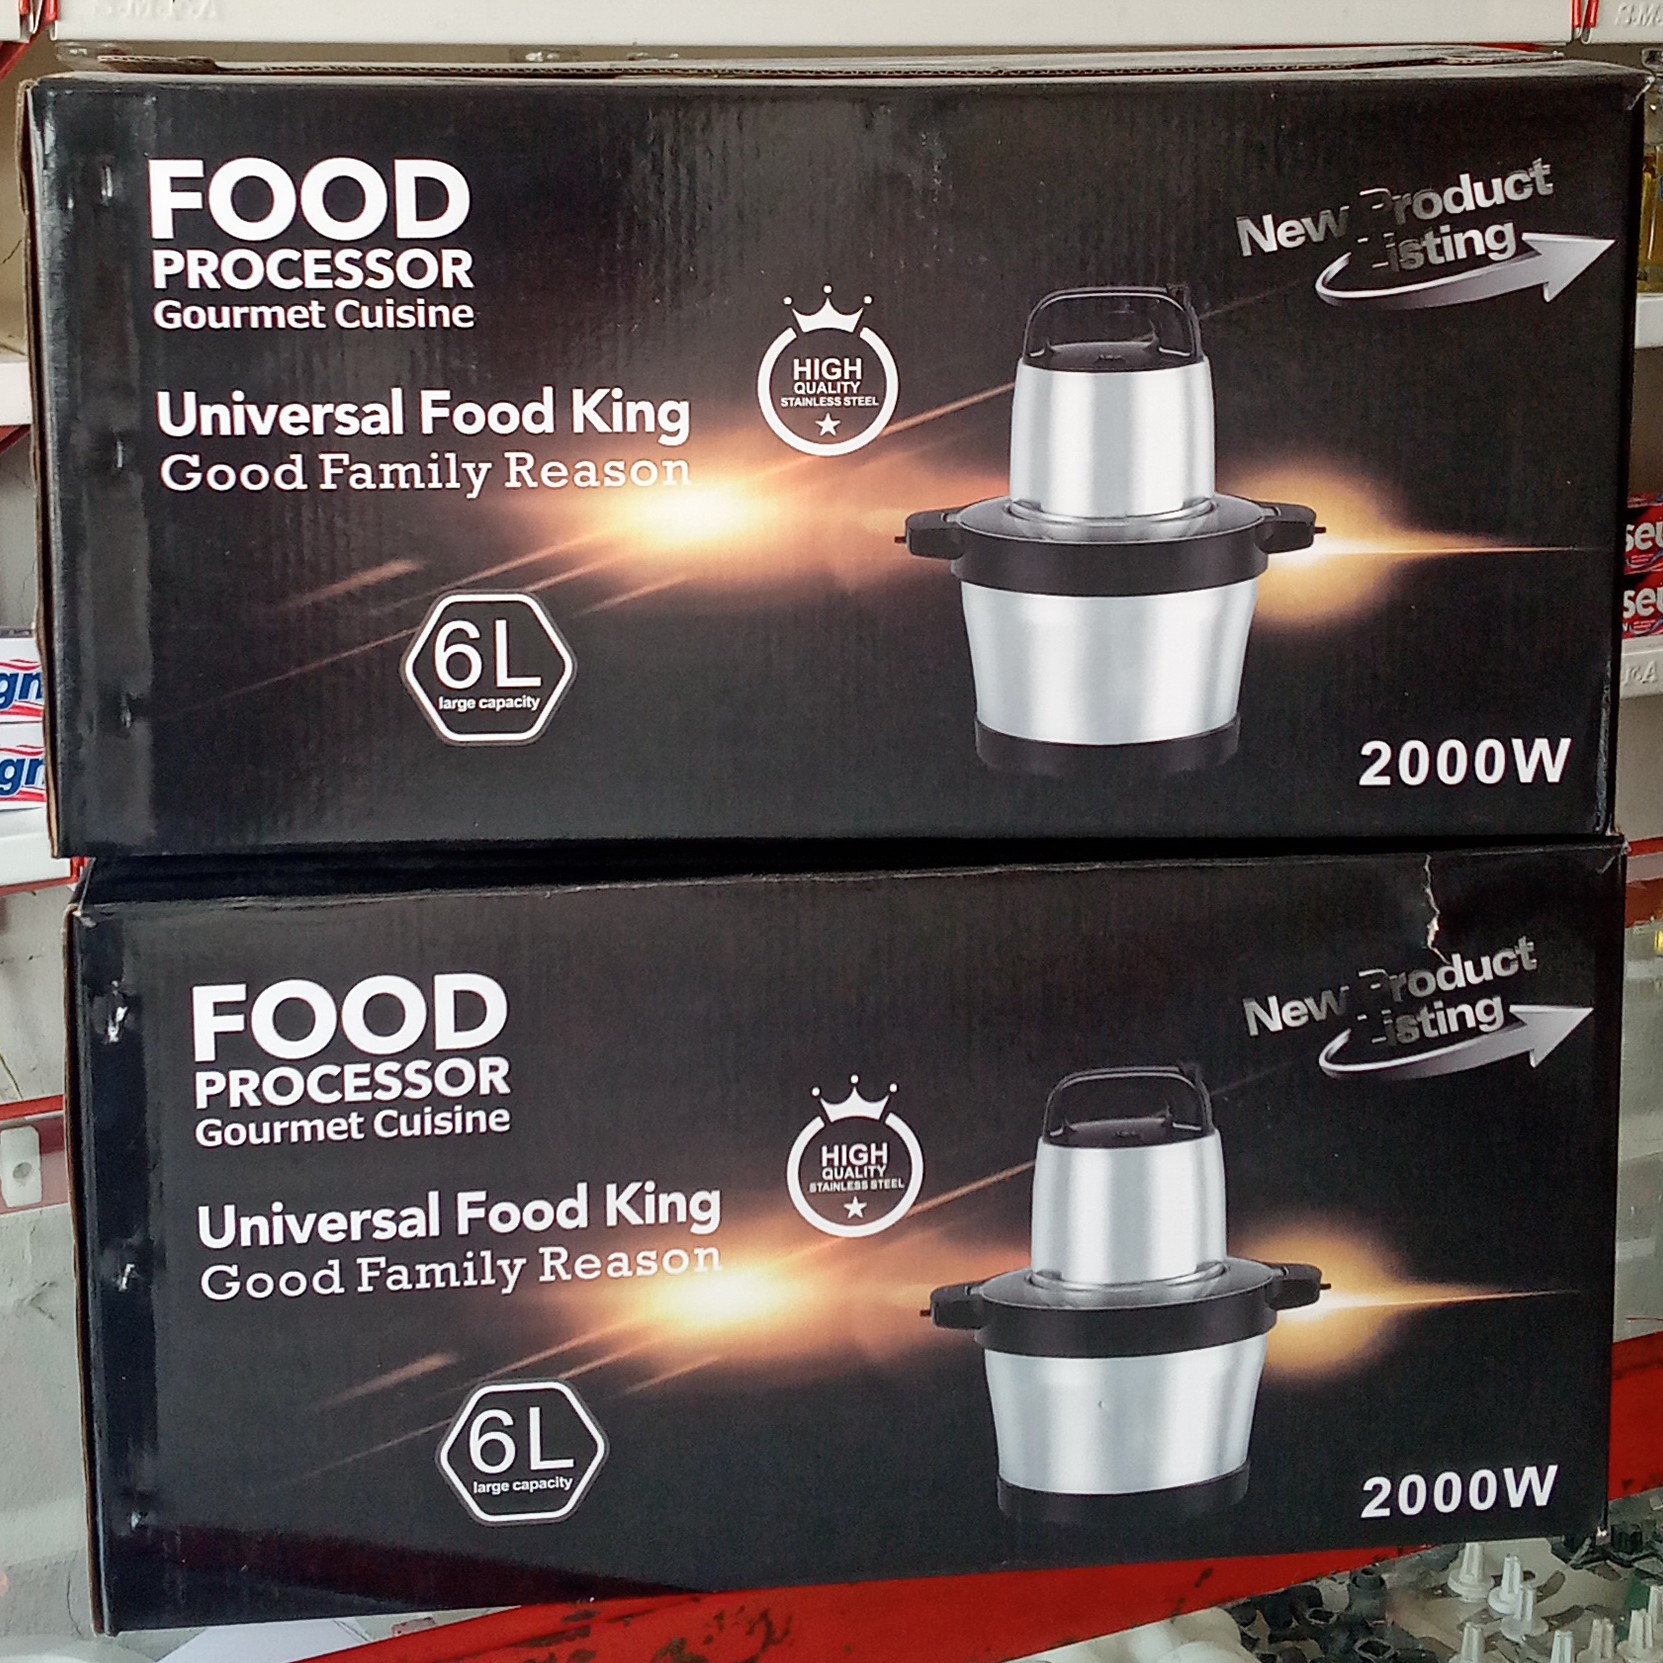 FOOD
PROCESSOR
Gourmet Cuisine
Universal Food King
Good Family Reason
HIGH
QUALITY
STAINLESS STEEL
6L
large capacity
New Product
Listing
2000W
FOOD
PROCESSOR
Gourmet Cuisine
Universal Food King
Good Family Reason
HIGH
QUALITY
STAINLESS STEEL
6L
large capacity
New Product
Listing
2000W